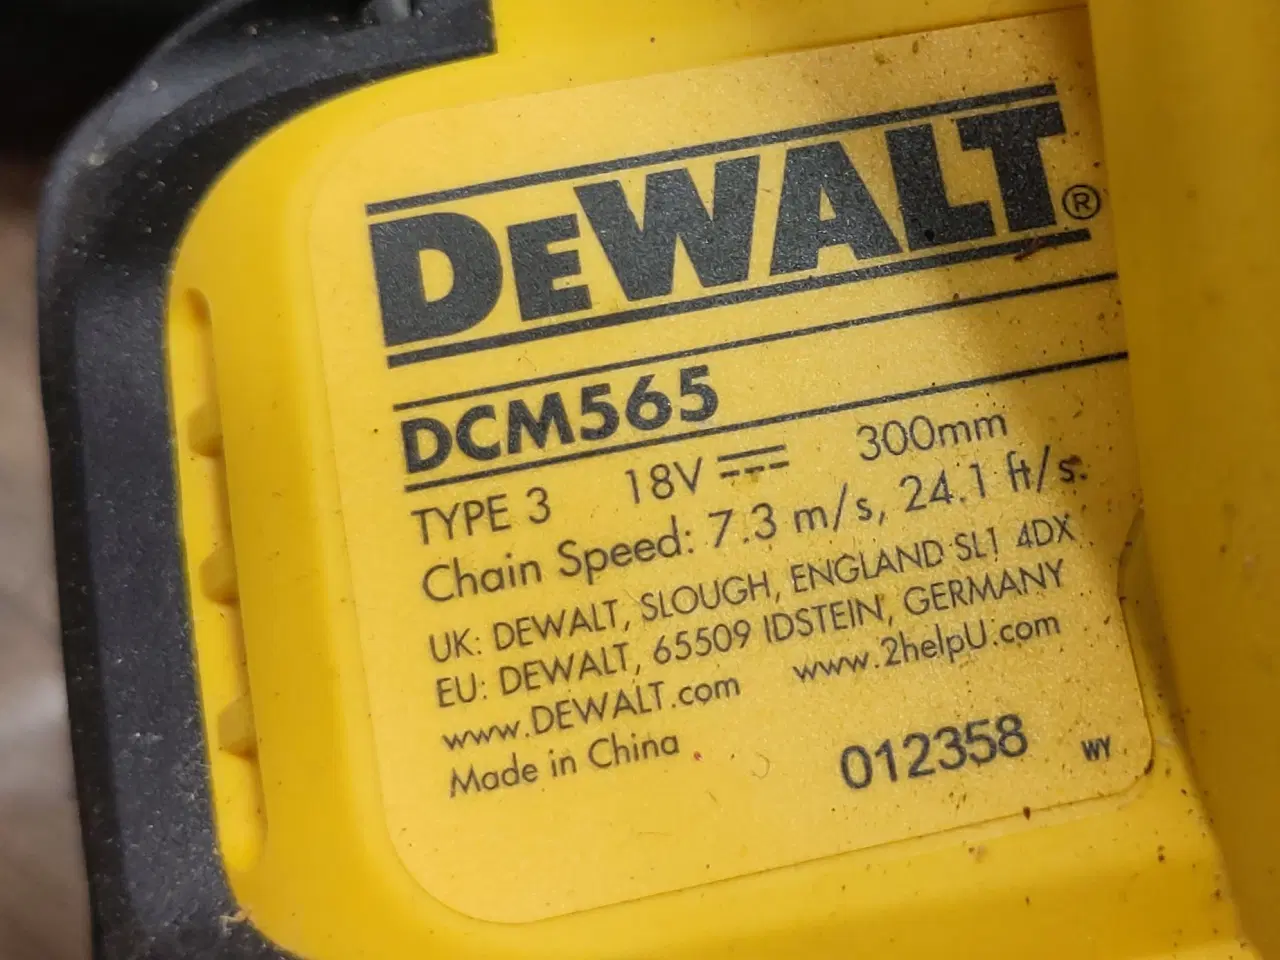 DEWALT®
DCM565
TYPE 3 18V 300mm
Chain Speed: 7.3 m/s, 24.1 ft/s.
UK: DEWALT, SLOUGH, ENGLAND SL1 4DX
EU: DEWALT, 65509 IDSTEIN, GERMANY
www.DEWALT.com www.2helpU.com
Made in China
012358 WY